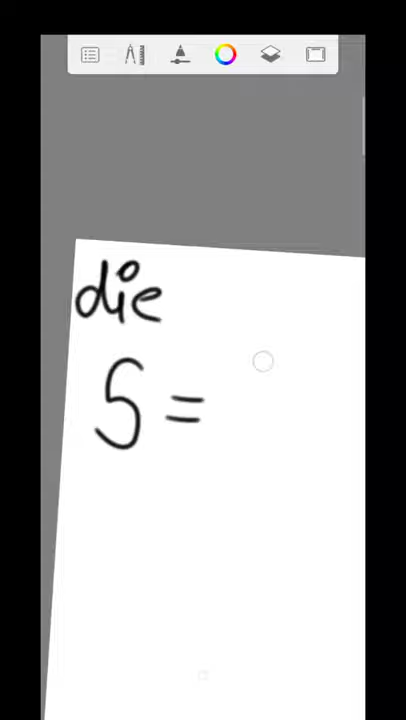 die
S =